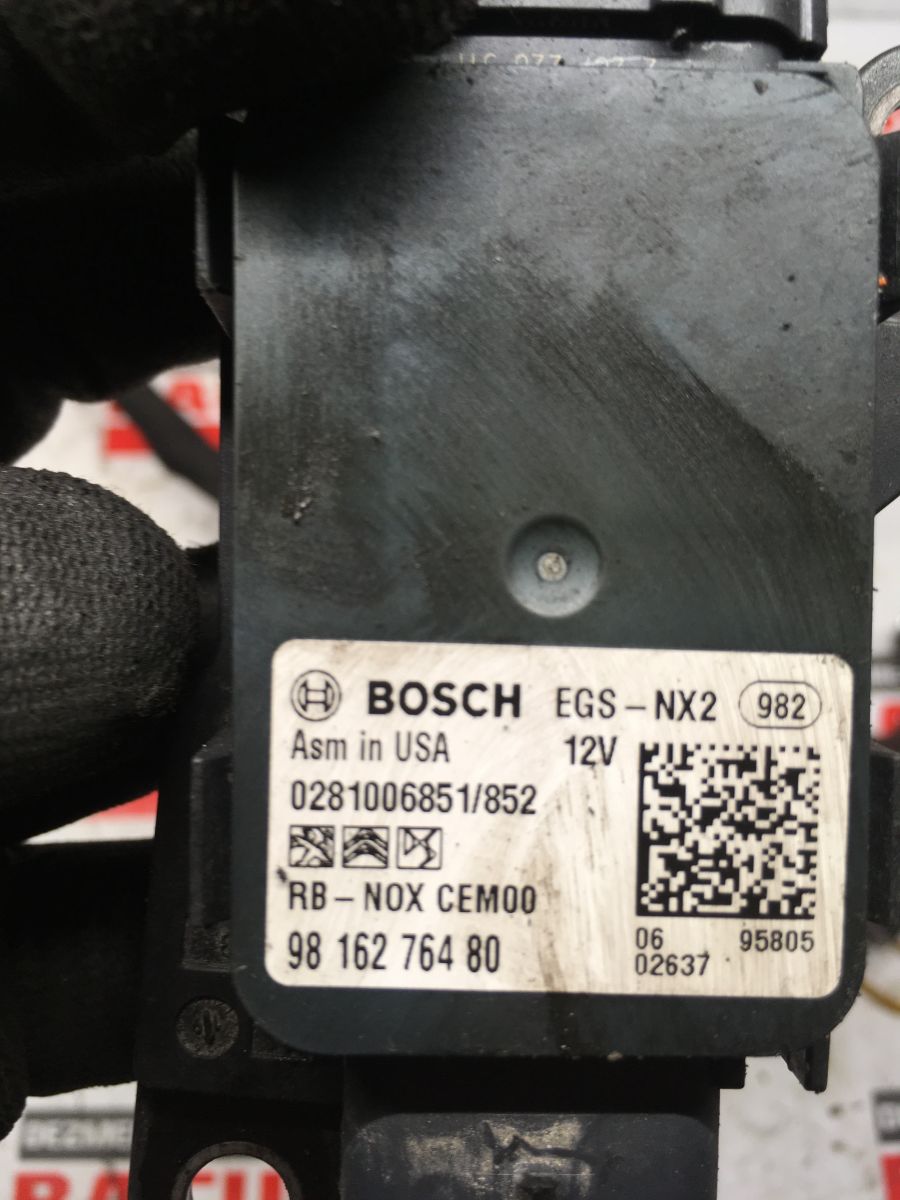 BOSCH EGS-NX2 982
Asm in USA 12V
0281006851/852
RB-NOX CEM00
98 162 764 80
06 95805
02637
DEZME